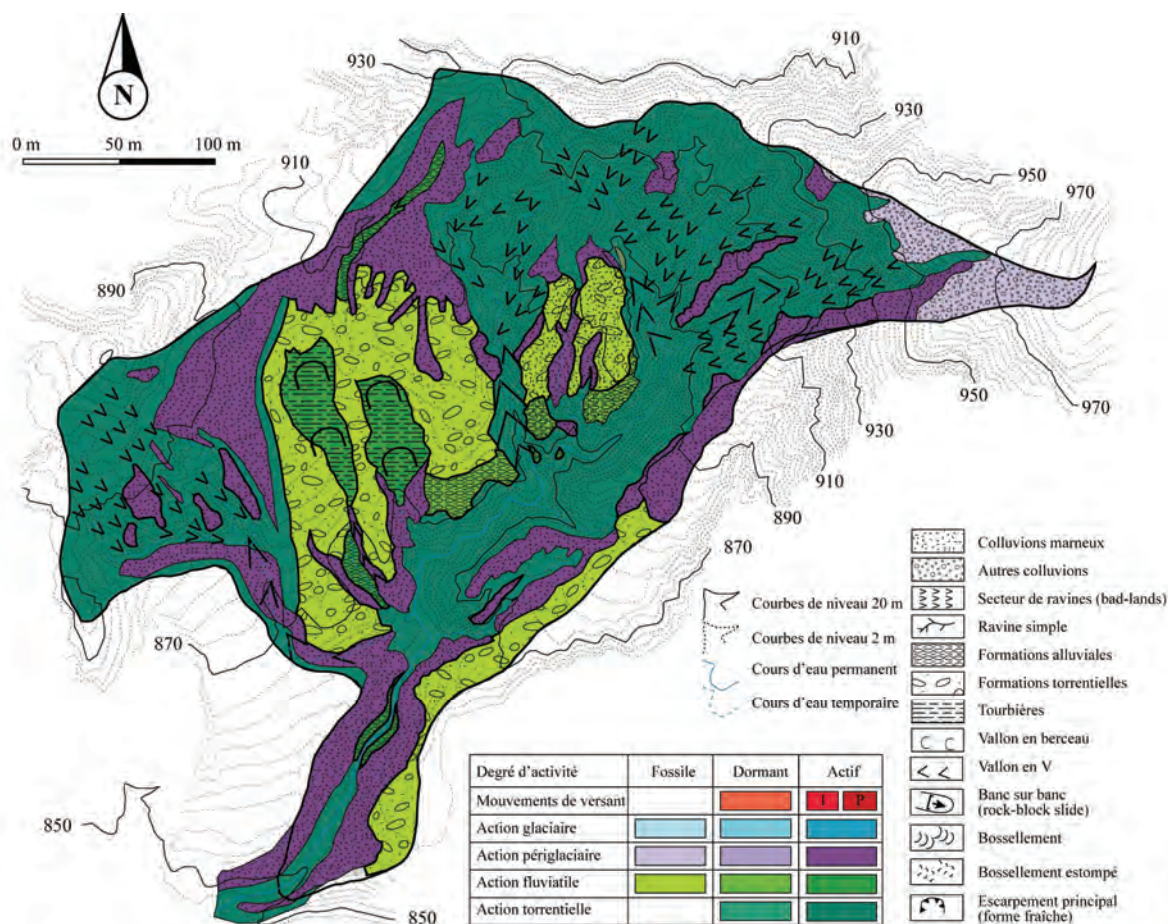 910
930
930
N
0 m 50 m 100 m
910
950
970
890
950
970
930
910
890
870
870
850
850
Courbes de niveau 20 m
Courbes de niveau 2 m
Cours d'eau permanent
Cours d'eau temporaire
Colluvions marneux
Autres colluvions
Secteur de ravines (bad-lands)
Ravine simple
Formations alluviales
Formations torrentielles
Tourbières
Vallon en berceau
Vallon en V
Banc sur banc
(rock-block slide)
Bossellement
Bossellement estompé
Escarpement principal
(forme fraîche)
Degré d'activité Fossile Dormant Actif
Mouvements de versant P
Action glaciaire
Action périglaciaire
Action fluviatile
Action torrentielle